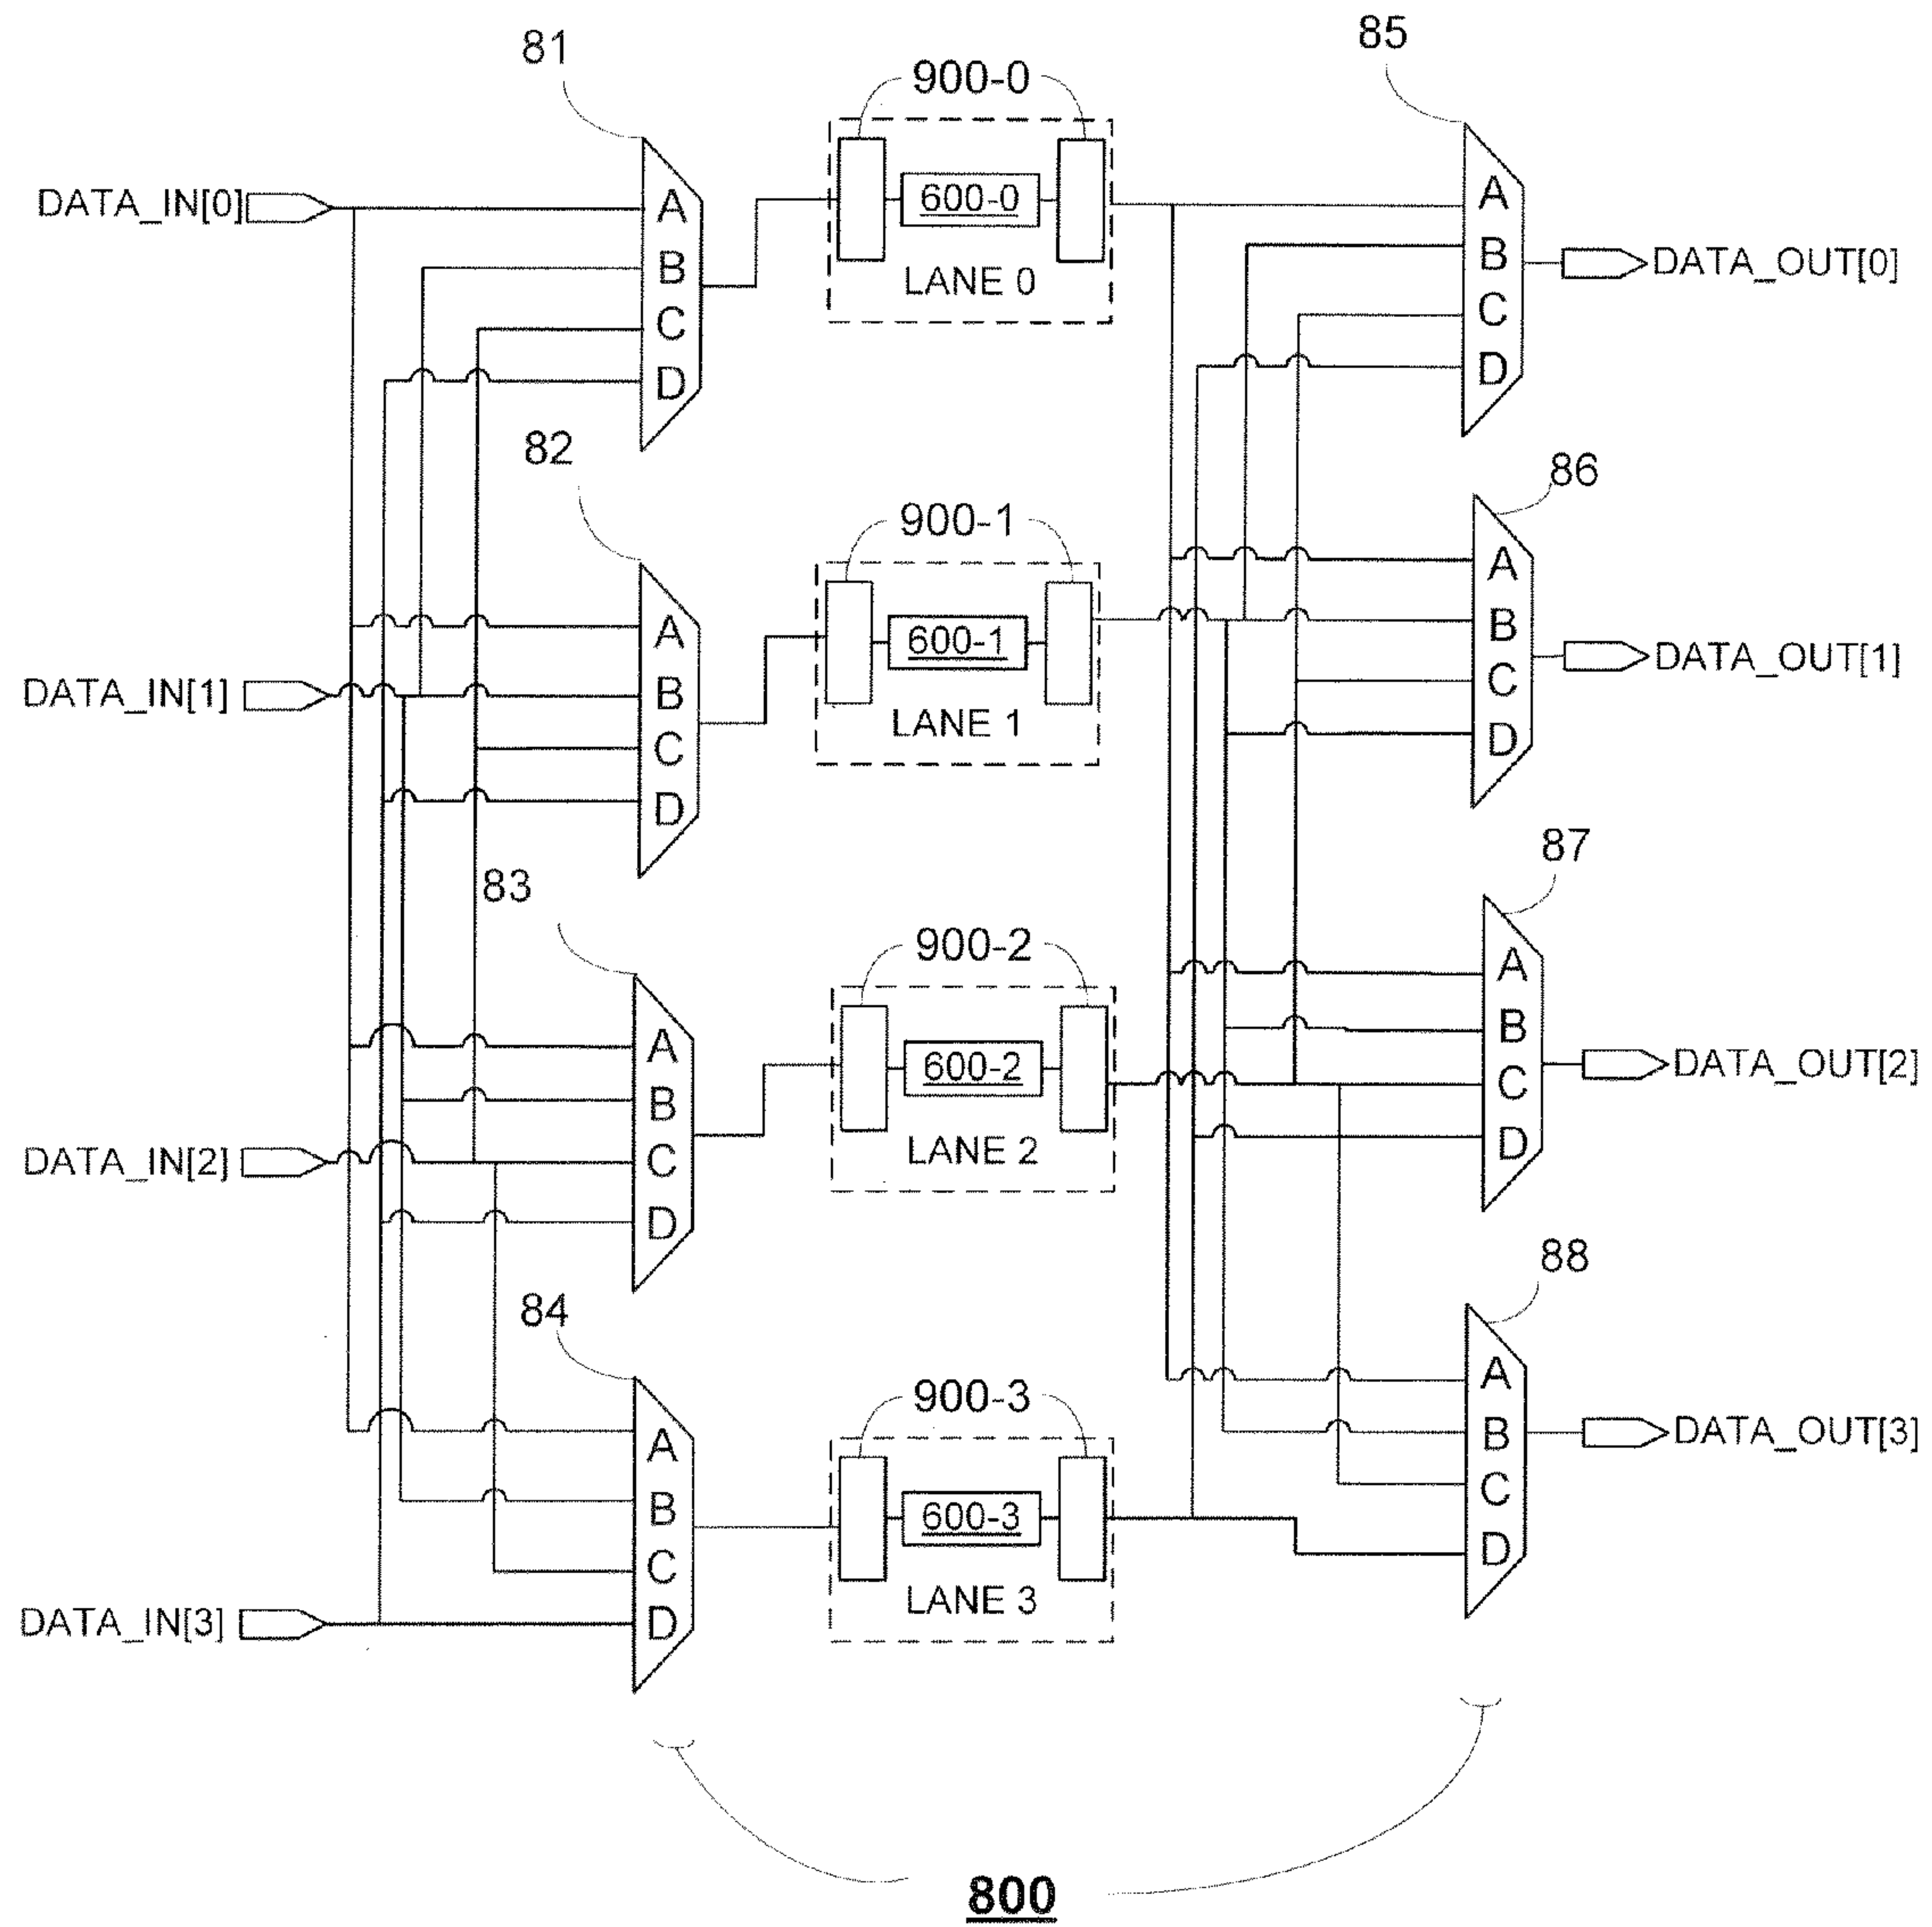 81
900-0
85
DATA_IN[0]
A
B
C
D
600-0
LANE 0
A
B
C
D
DATA_OUT[0]
82
900-1
86
DATA_IN[1]
A
B
C
D
600-1
LANE 1
A
B
C
D
DATA_OUT[1]
83
900-2
87
DATA_IN[2]
A
B
C
D
600-2
LANE 2
A
B
C
D
DATA_OUT[2]
84
900-3
88
DATA_IN[3]
A
B
C
D
600-3
LANE 3
A
B
C
D
DATA_OUT[3]
800